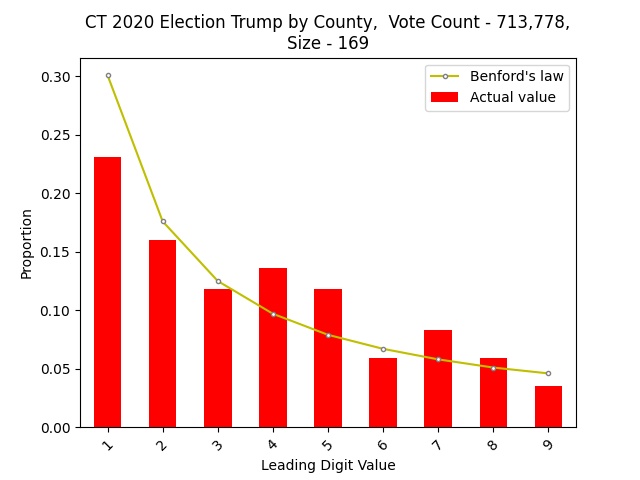 CT 2020 Election Trump by County,  Vote Count - 713,778,
Size - 169
Benford's law
Actual value
Proportion
0.30
0.25
0.20
0.15
0.10
0.05
0.00
1 2 3 4 5 6 7 8 9
Leading Digit Value